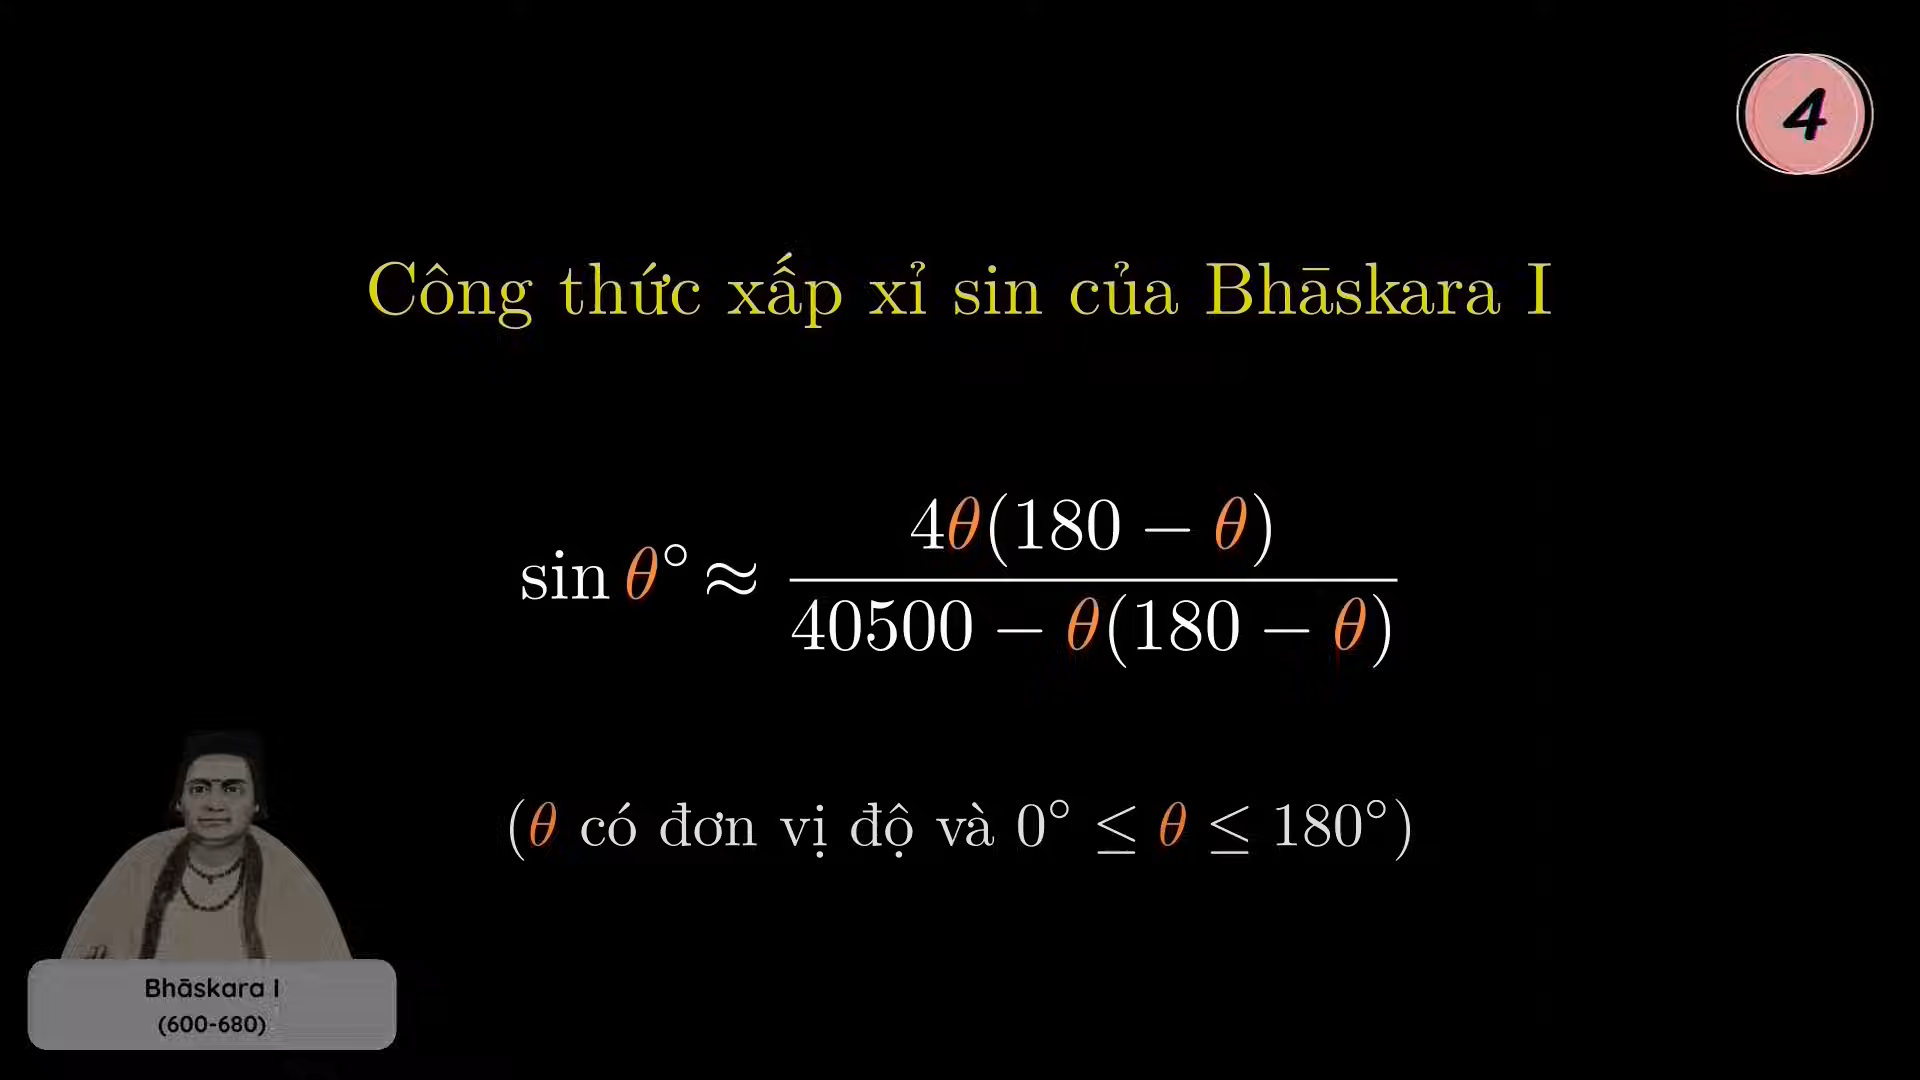 4
Công thức xấp xỉ sin của Bhāskara I
sin θ° ≈ 4θ(180 − θ) / 40500 − θ(180 − θ)
(θ có đơn vị độ và 0° ≤ θ ≤ 180°)
Bhāskara I
(600-680)